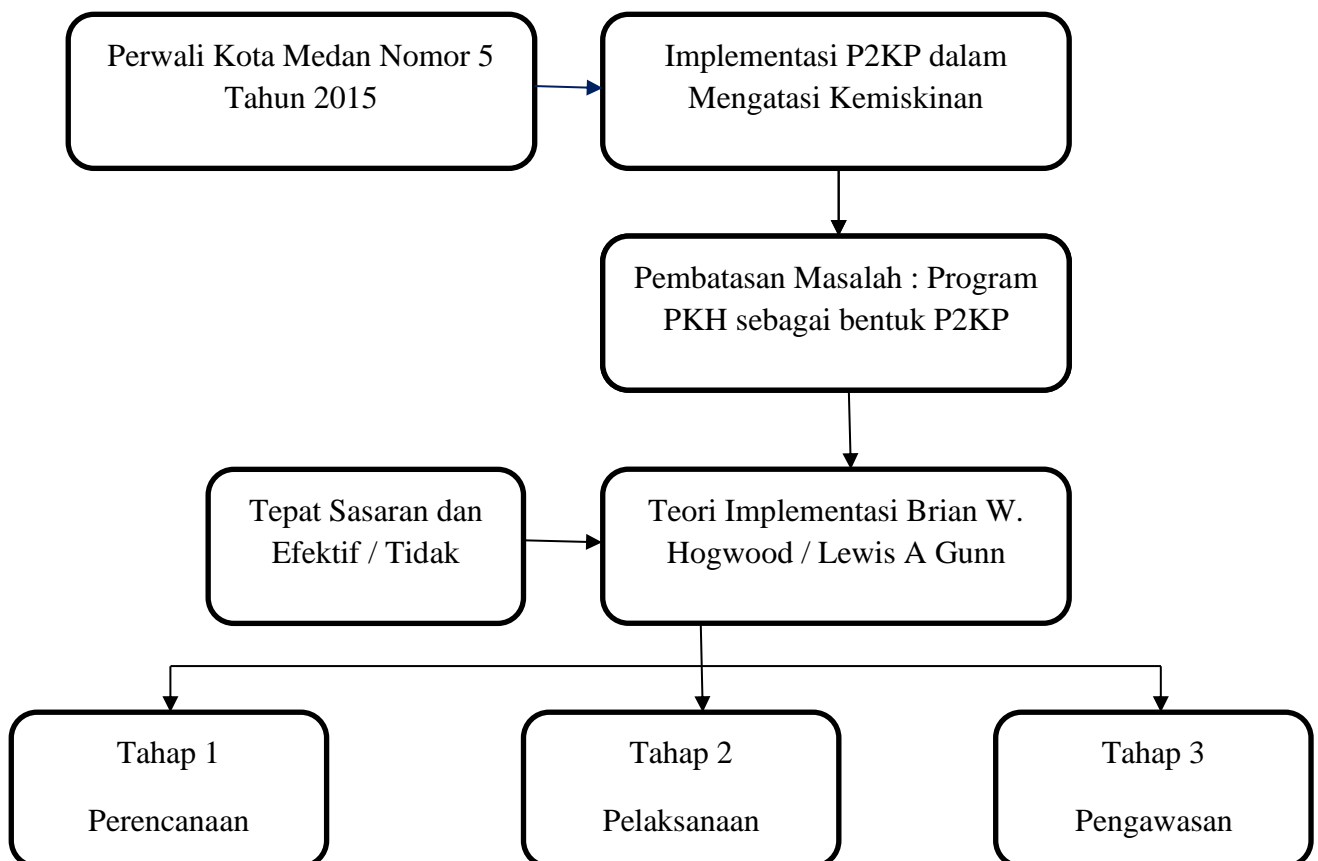 Perwali Kota Medan Nomor 5
Tahun 2015
Implementasi P2KP dalam
Mengatasi Kemiskinan
Pembatasan Masalah : Program
PKH sebagai bentuk P2KP
Tepat Sasaran dan
Efektif / Tidak
Teori Implementasi Brian W.
Hogwood / Lewis A Gunn
Tahap 1
Perencanaan
Tahap 2
Pelaksanaan
Tahap 3
Pengawasan